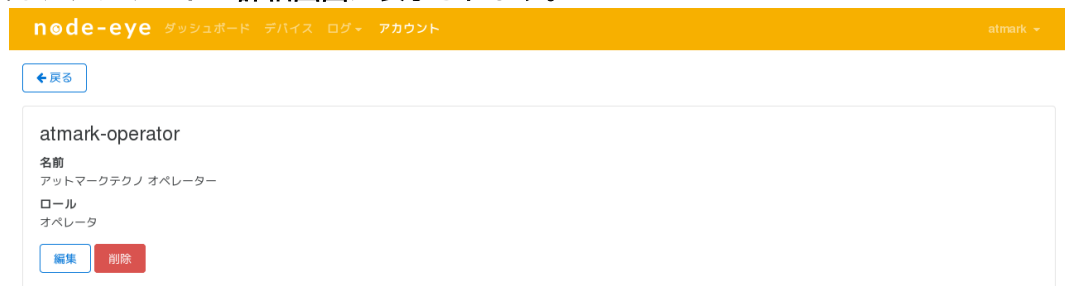 node-eye ダッシュボード デバイス ログ アカウント atmark
戻る
atmark-operator
名前
アットマークテクノ オペレーター
ロール
オペレータ
編集 削除